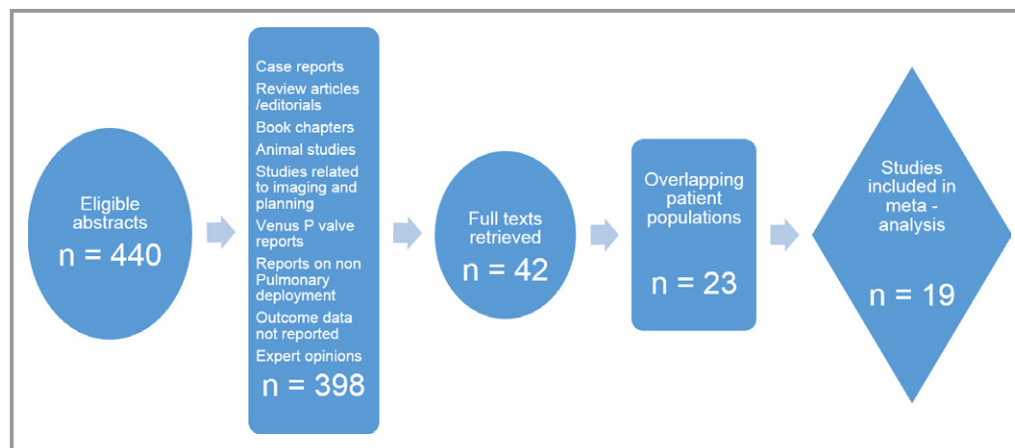 Eligible
abstracts
n = 440
Case reports
Review articles
/editorials
Book chapters
Animal studies
Studies related
to imaging and
planning
Venus P valve
reports
Reports on non
Pulmonary
deployment
Outcome data
not reported
Expert opinions
n = 398
Full texts
retrieved
n = 42
Overlapping
patient
populations
n = 23
Studies
included in
meta -
analysis
n = 19